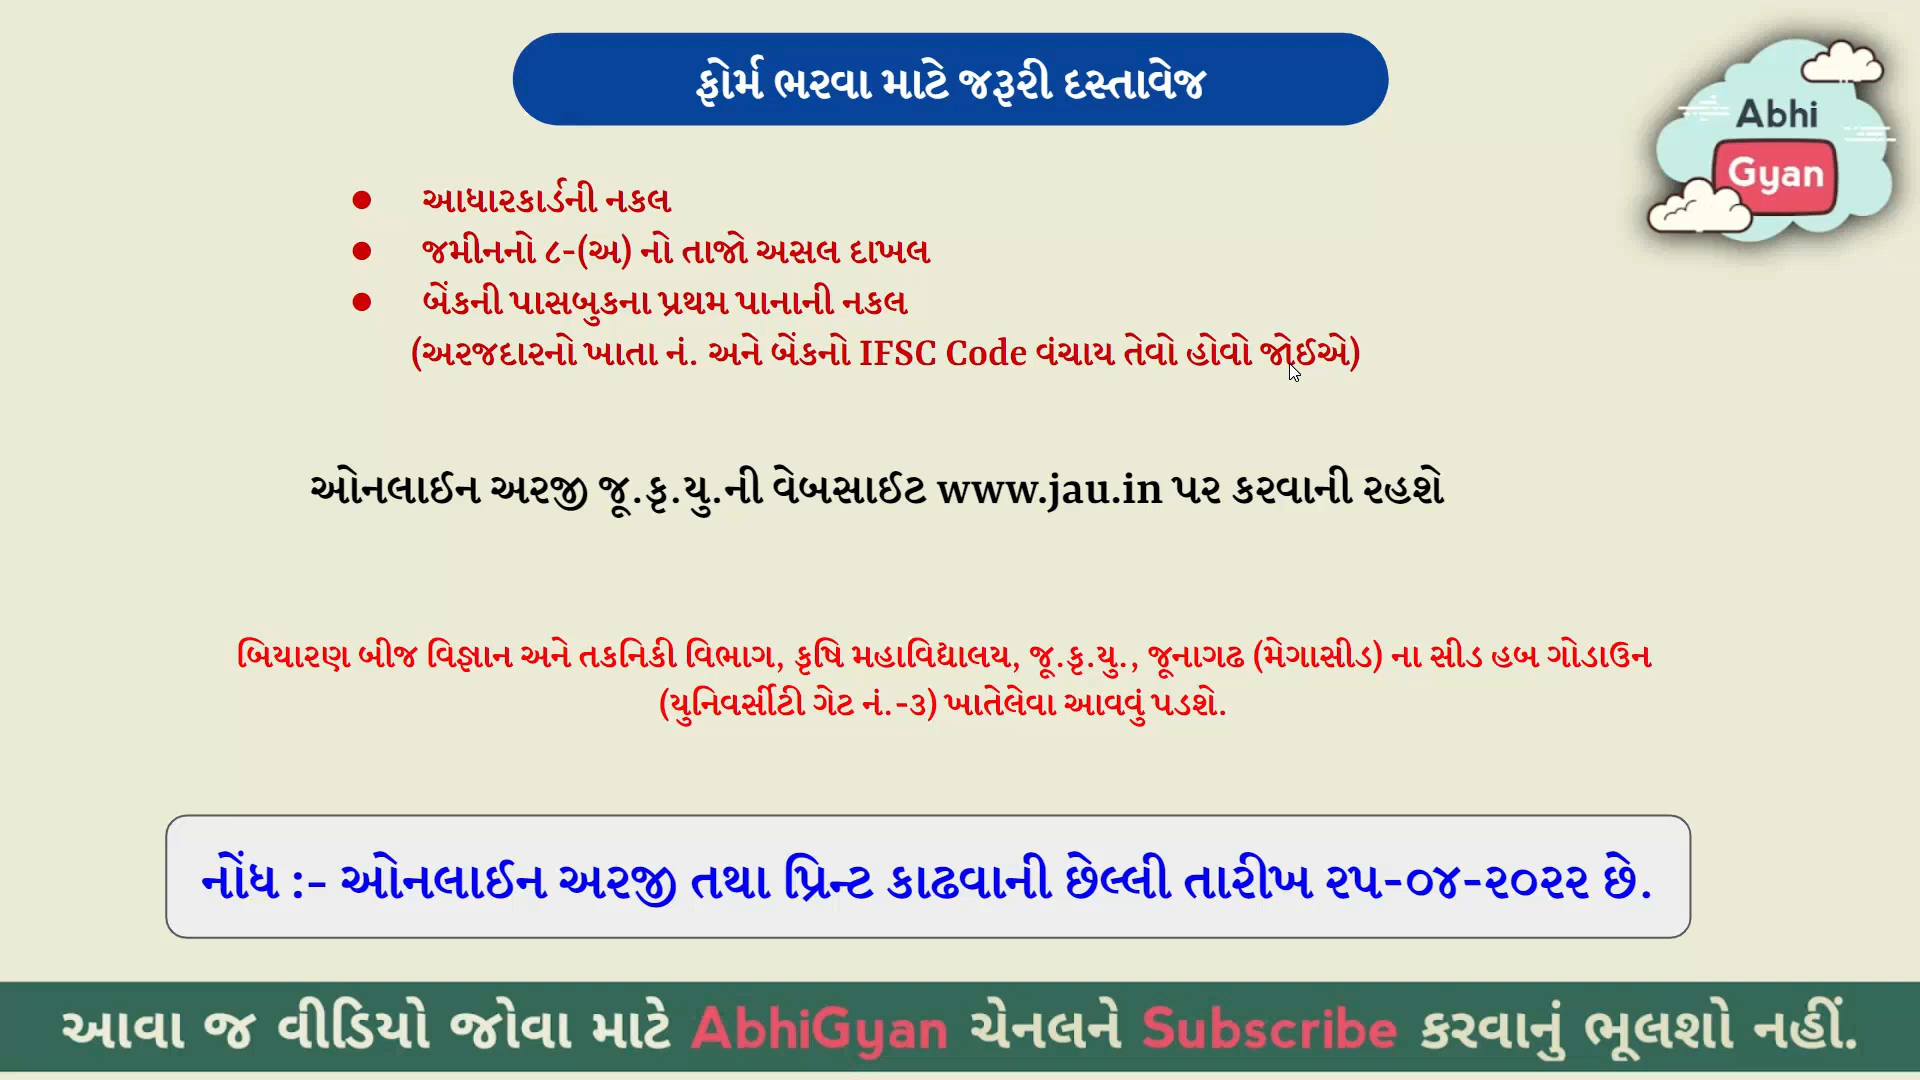 ફોર્મ ભરવા માટે જરૂરી દસ્તાવેજ
Abhi
Gyan
● આધારકાર્ડની નકલ
● જમીનનો ૮-(અ) નો તાજો અસલ દાખલ
● બેંકની પાસબુકના પ્રથમ પાનાની નકલ
(અરજદારનો ખાતા નં. અને બેંકનો IFSC Code વંચાય તેવો હોવો જોઈએ)
ઓનલાઈન અરજી જૂ.કૃ.યુ.ની વેબસાઈટ www.jau.in પર કરવાની રહશે
બિયારણ બીજ વિજ્ઞાન અને તકનિકી વિભાગ, કૃષિ મહાવિદ્યાલય, જૂ.કૃ.યુ., જૂનાગઢ (મેગાસીડ) ના સીડ હબ ગોડાઉન
(યુનિવર્સીટી ગેટ નં.-૩) ખાતેલેવા આવવું પડશે.
નોંધ :- ઓનલાઈન અરજી તથા પ્રિન્ટ કાઢવાની છેલ્લી તારીખ ૨૫-૦૪-૨૦૨૨ છે.
આવા જ વીડિયો જોવા માટે AbhiGyan ચેનલને Subscribe કરવાનું ભૂલશો નહીં.